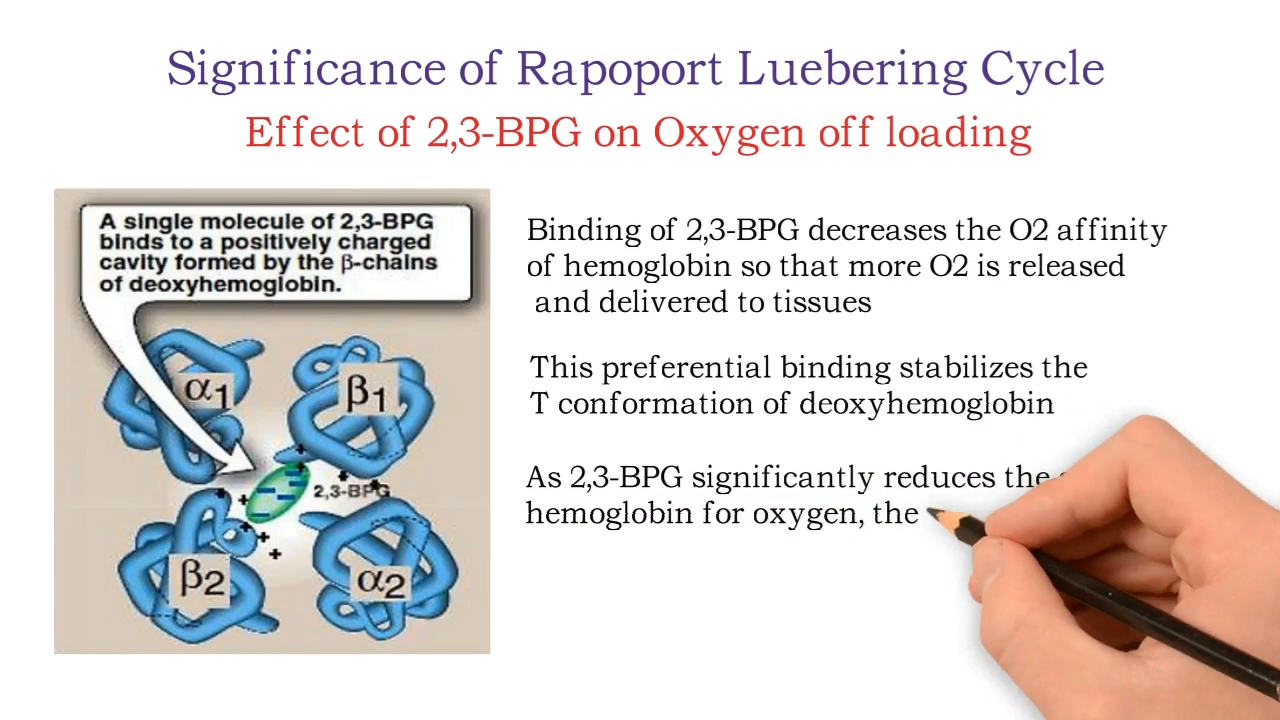 Significance of Rapoport Luebering Cycle
Effect of 2,3-BPG on Oxygen off loading
A single molecule of 2,3-BPG
binds to a positively charged
cavity formed by the β-chains
of deoxyhemoglobin.
α1
β1
2,3-BPG
β2
α2
Binding of 2,3-BPG decreases the O2 affinity
of hemoglobin so that more O2 is released
and delivered to tissues
This preferential binding stabilizes the
T conformation of deoxyhemoglobin
As 2,3-BPG significantly reduces the
hemoglobin for oxygen, the